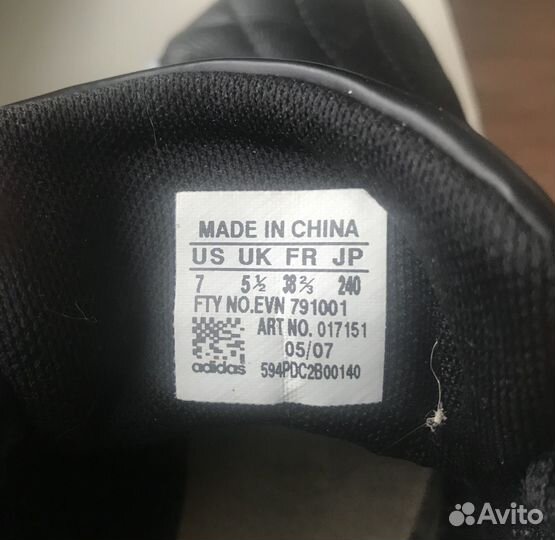 MADE IN CHINA
US UK FR JP
7 5½ 38⅔ 240
FTY NO.EVN 791001
ART NO. 017151
05/07
adidas 594PDC2B00140
Avito